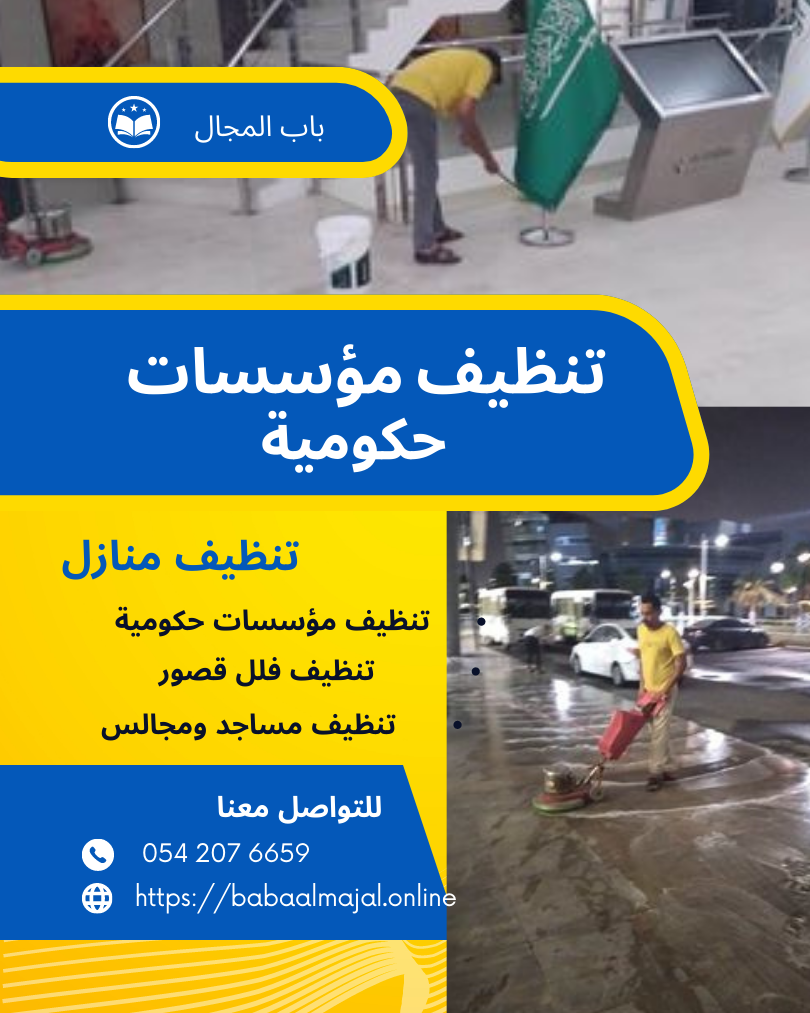 باب المجال
تنظيف مؤسسات
حكومية
تنظيف منازل
تنظيف مؤسسات حكومية
تنظيف فلل قصور
تنظيف مساجد ومجالس
للتواصل معنا
054 207 6659
https://babaalmajal.online